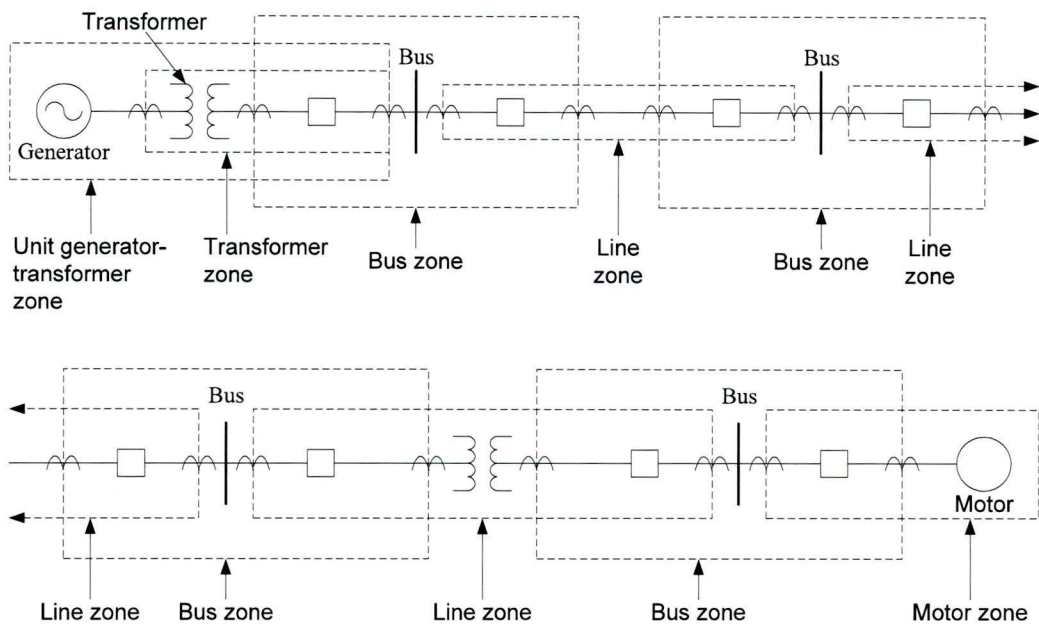 Transformer
Bus
Bus
Generator
Unit generator-
transformer
zone
Transformer
zone
Bus zone
Line
zone
Bus zone
Line
zone
Bus
Bus
Motor
Line zone
Bus zone
Line zone
Bus zone
Motor zone